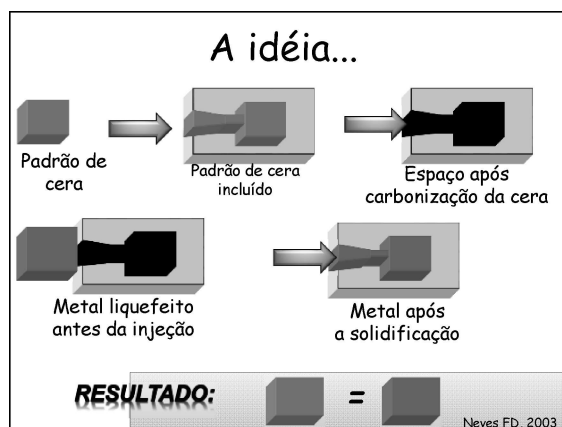 A idéia...
Padrão de
cera
Padrão de cera
incluído
Espaço após
carbonização da cera
Metal liquefeito
antes da injeção
Metal após
a solidificação
RESULTADO:
=
Neves FD, 2003